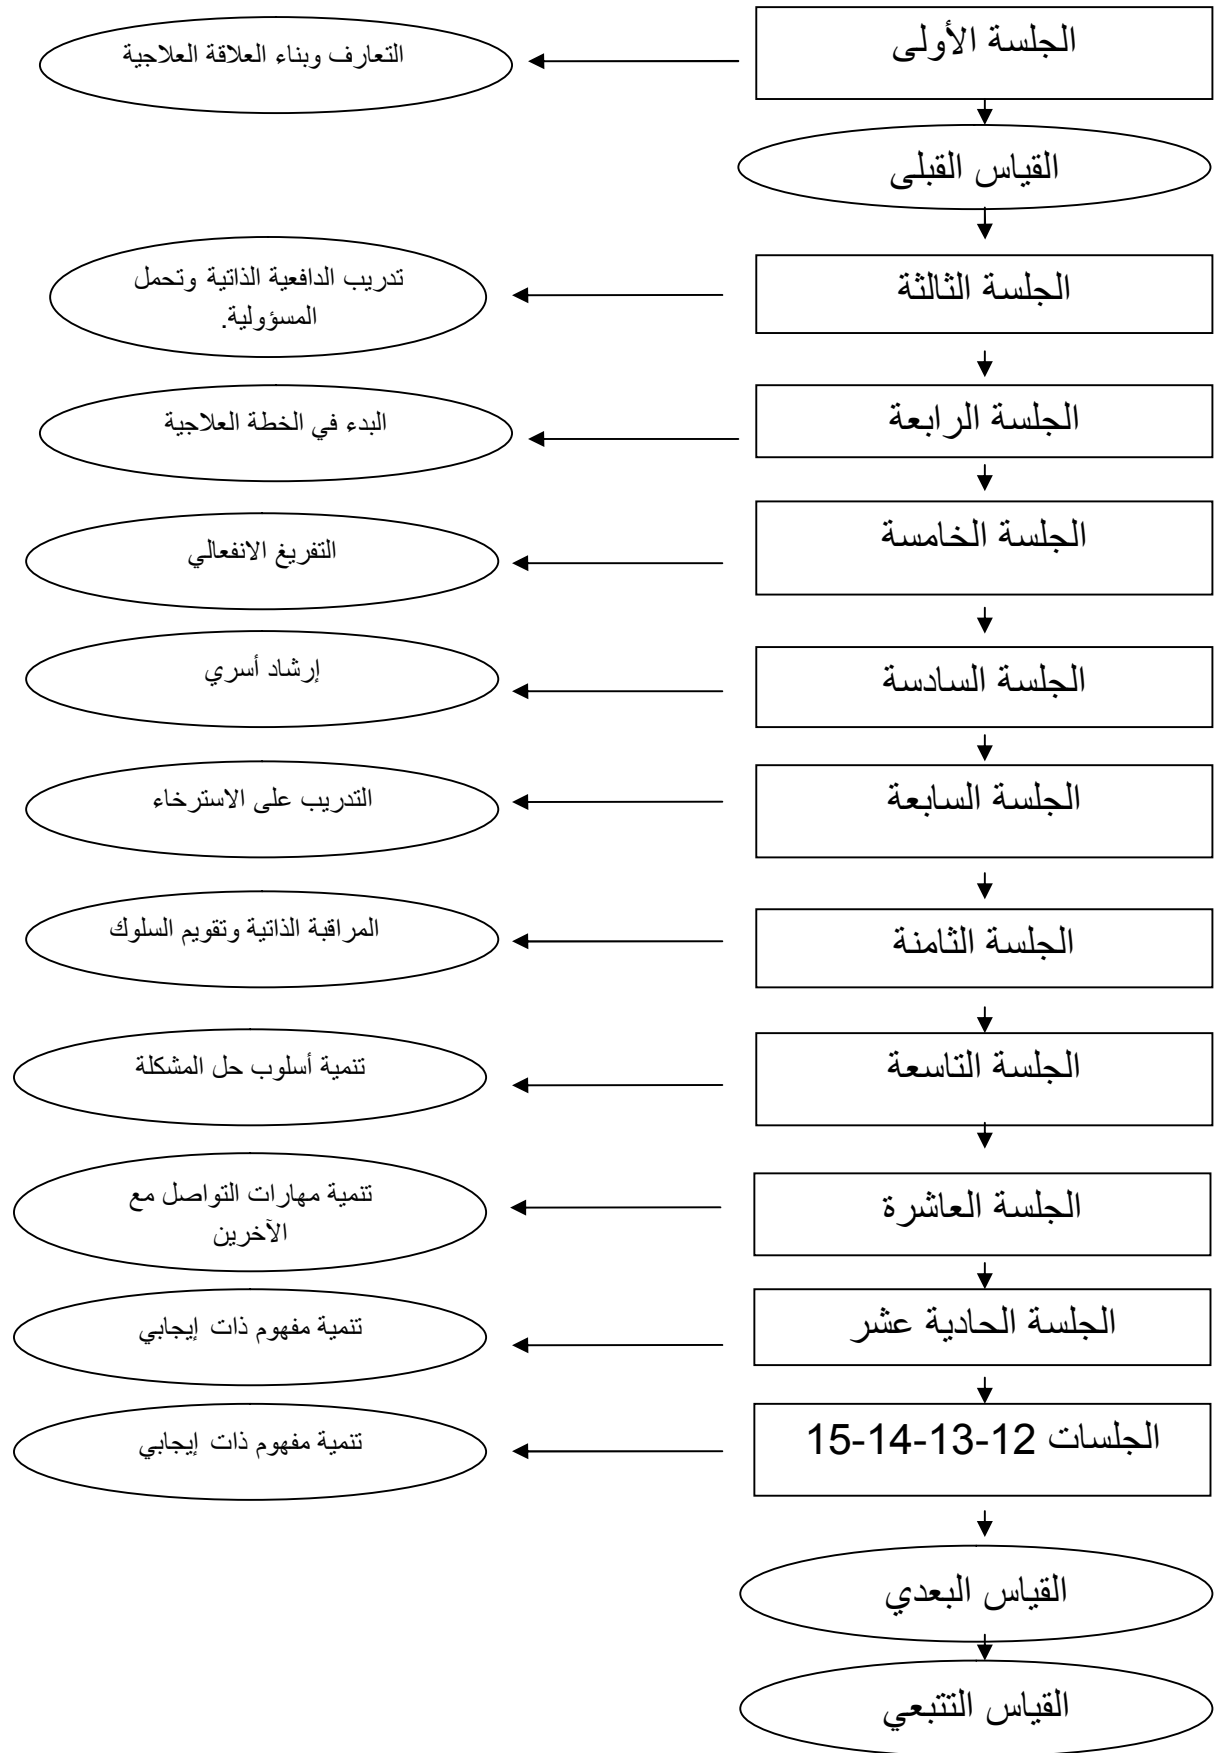 الجلسة الأولى
التعارف وبناء العلاقة العلاجية
القياس القبلى
الجلسة الثالثة
تدريب الدافعية الذاتية وتحمل
المسؤولية.
الجلسة الرابعة
البدء في الخطة العلاجية
الجلسة الخامسة
التفريغ الانفعالي
الجلسة السادسة
إرشاد أسري
الجلسة السابعة
التدريب على الاسترخاء
الجلسة الثامنة
المراقبة الذاتية وتقويم السلوك
الجلسة التاسعة
تنمية أسلوب حل المشكلة
الجلسة العاشرة
تنمية مهارات التواصل مع
الآخرين
الجلسة الحادية عشر
تنمية مفهوم ذات إيجابي
الجلسات 12-13-14-15
تنمية مفهوم ذات إيجابي
القياس البعدي
القياس التتبعي